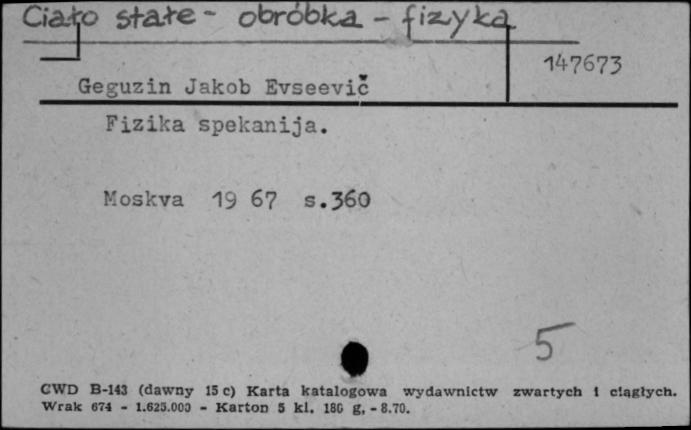 Ciało stałe - obróbka - fizyka
147673
Geguzin Jakob Evseevič
Fizika spekanija.
Moskva 19 67 s.360
5
CWD B-143 (dawny 15 c) Karta katalogowa wydawnictw zwartych i ciągłych.
Wrak 674 - 1.625.000 - Karton 5 kl. 180 g. - 8.70.